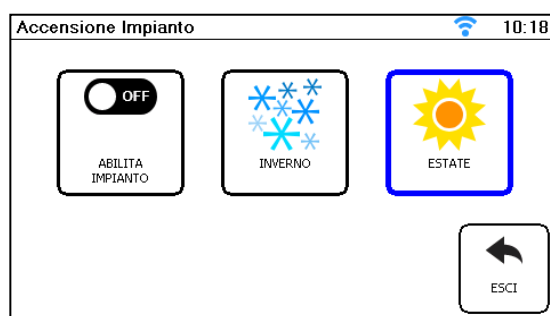 Accensione Impianto 10:18
OFF
ABILITA
IMPIANTO
INVERNO
ESTATE
ESCI